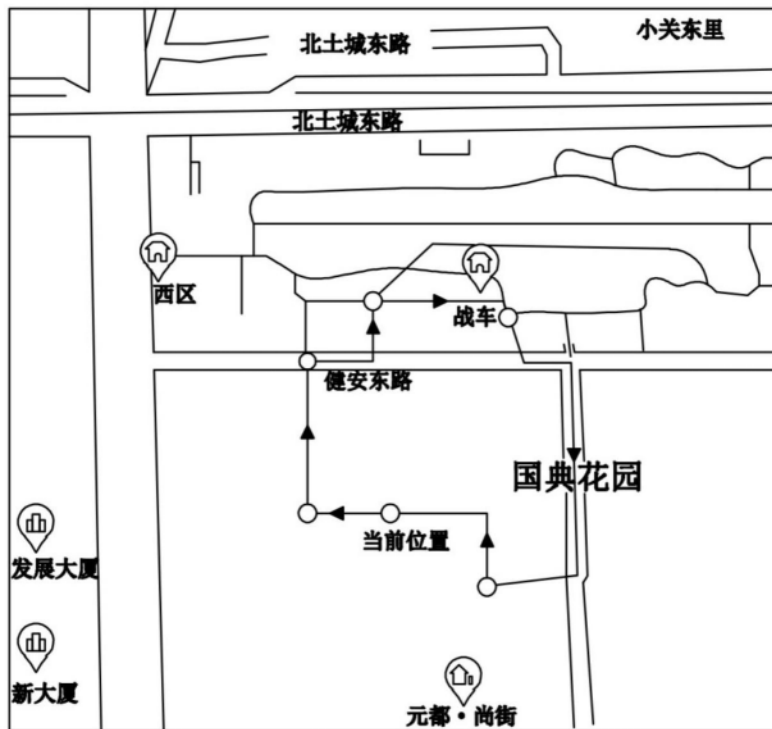 小关东里
北土城东路
北土城东路
西区
战车
健安东路
国典花园
当前位置
发展大厦
新大厦
元都·尚街